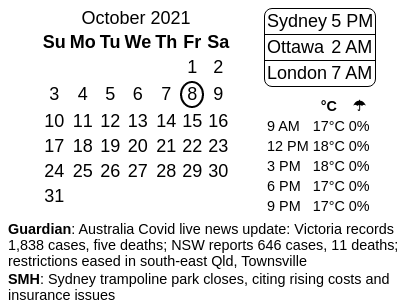 October 2021
Su Mo Tu We Th Fr Sa
1 2
3 4 5 6 7 8 9
10 11 12 13 14 15 16
17 18 19 20 21 22 23
24 25 26 27 28 29 30
31
Sydney 5 PM
Ottawa 2 AM
London 7 AM
°C ☂
9 AM 17°C 0%
12 PM 18°C 0%
3 PM 18°C 0%
6 PM 17°C 0%
9 PM 17°C 0%
Guardian: Australia Covid live news update: Victoria records
1,838 cases, five deaths; NSW reports 646 cases, 11 deaths;
restrictions eased in south-east Qld, Townsville
SMH: Sydney trampoline park closes, citing rising costs and
insurance issues